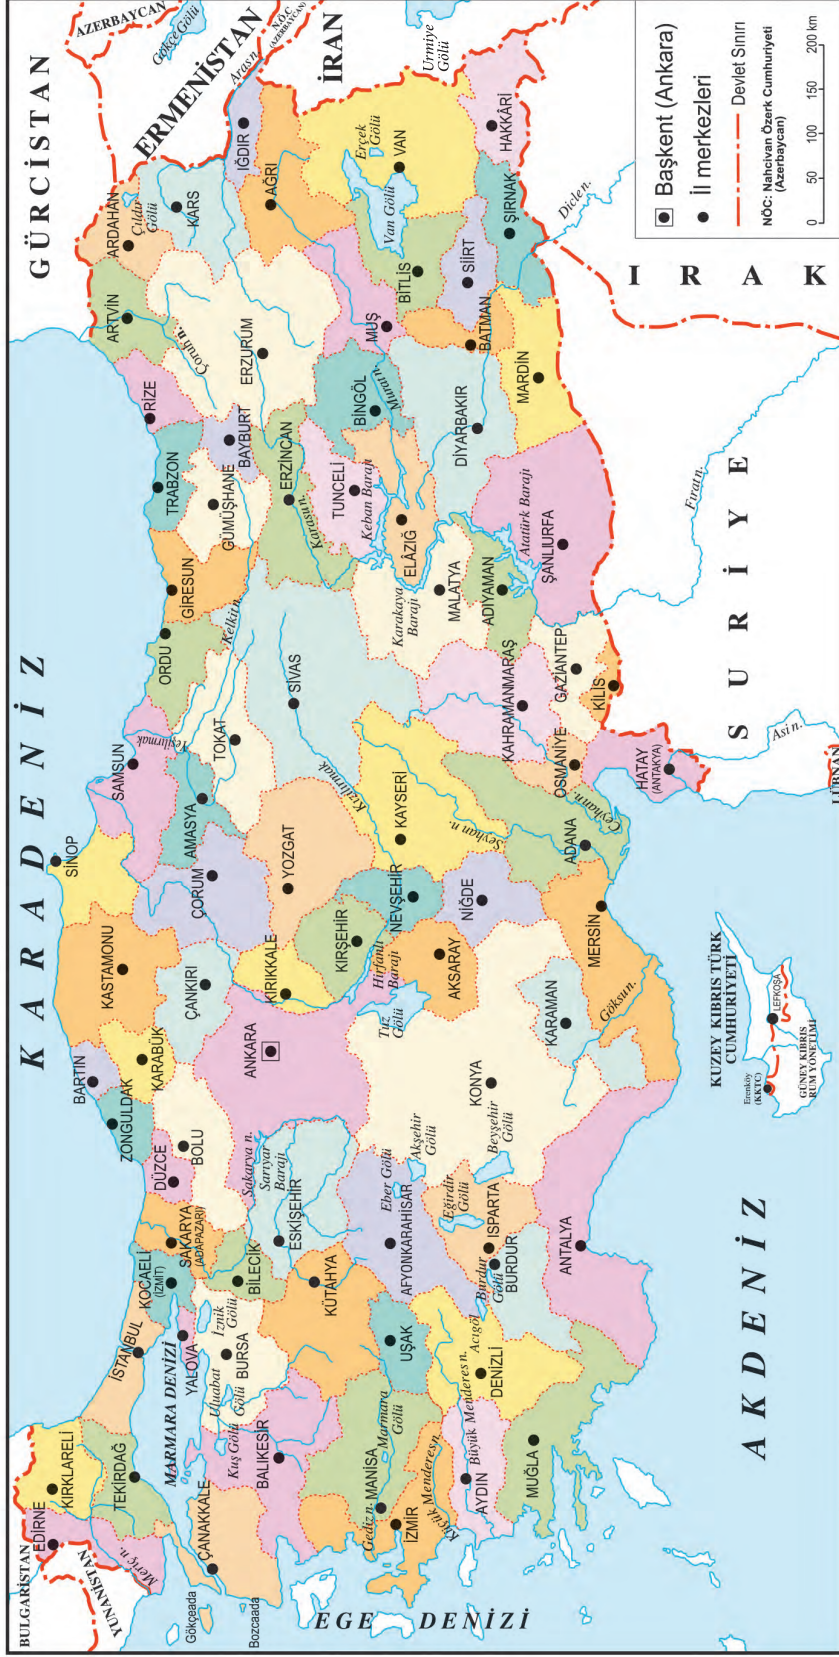 BULGARİSTAN
YUNANİSTAN
KARADENİZ
GÜRCİSTAN
AZERBAYCAN
Gökçe Gölü
ERMENİSTAN
N.Ö.C
(AZERBAYCAN)
İRAN
Urmiye
Gölü
IRAK
SURİYE
LÜBNAN
AKDENİZ
EGE DENİZİ
MARMARA DENİZİ
Gökçeada
Bozcaada
EDİRNE
KIRKLARELİ
TEKİRDAĞ
Meriç n.
İSTANBUL
ÇANAKKALE
YALOVA
KOCAELİ
(İZMİT)
SAKARYA
(ADAPAZARI)
DÜZCE
BOLU
ZONGULDAK
BARTIN
KARABÜK
KASTAMONU
SİNOP
ÇANKIRI
ÇORUM
SAMSUN
AMASYA
TOKAT
Yeşilırmak
ORDU
GİRESUN
Kelkit n.
TRABZON
GÜMÜŞHANE
BAYBURT
RİZE
ARTVİN
Çoruh n.
ARDAHAN
Çıldır
Gölü
KARS
IĞDIR
Aras n.
AĞRI
ERZURUM
ERZİNCAN
Karasu n.
SİVAS
Kızılırmak
YOZGAT
KIRIKKALE
KIRŞEHİR
Hirfanlı
Barajı
ANKARA
Sakarya n.
Sarıyar
Barajı
ESKİŞEHİR
BİLECİK
İznik
Gölü
BURSA
Uluabat
Gölü
Kuş Gölü
BALIKESİR
KÜTAHYA
MANİSA
Marmara
Gölü
Gediz n.
İZMİR
Küçük Menderes n.
UŞAK
AFYONKARAHİSAR
Eber Gölü
Akşehir
Gölü
Beyşehir
Gölü
Eğirdir
Gölü
ISPARTA
BURDUR
Burdur
Gölü
Acıgöl
DENİZLİ
Büyük Menderes n.
AYDIN
MUĞLA
ANTALYA
KONYA
Tuz
Gölü
AKSARAY
NEVŞEHİR
NİĞDE
KARAMAN
Göksu n.
MERSİN
KAYSERİ
Seyhan n.
ADANA
Ceyhan n.
OSMANİYE
HATAY
(ANTAKYA)
Asi n.
KAHRAMANMARAŞ
GAZİANTEP
KİLİS
MALATYA
Karakaya
Barajı
ADIYAMAN
Atatürk Barajı
ŞANLIURFA
Fırat n.
ELÂZIĞ
Keban Barajı
TUNCELİ
BİNGÖL
Murat n.
MUŞ
DİYARBAKIR
BATMAN
MARDİN
BİTLİS
SİİRT
ŞIRNAK
Dicle n.
VAN
Van Gölü
Erçek
Gölü
HAKKÂRİ
KUZEY KIBRIS TÜRK
CUMHURİYETİ
Erenköy
(KKTC)
LEFKOŞA
GÜNEY KIBRIS
RUM YÖNETİMİ
Başkent (Ankara)
İl merkezleri
Devlet Sınırı
NÖC: Nahcivan Özerk Cumhuriyeti
(Azerbaycan)
0 50 100 200 km